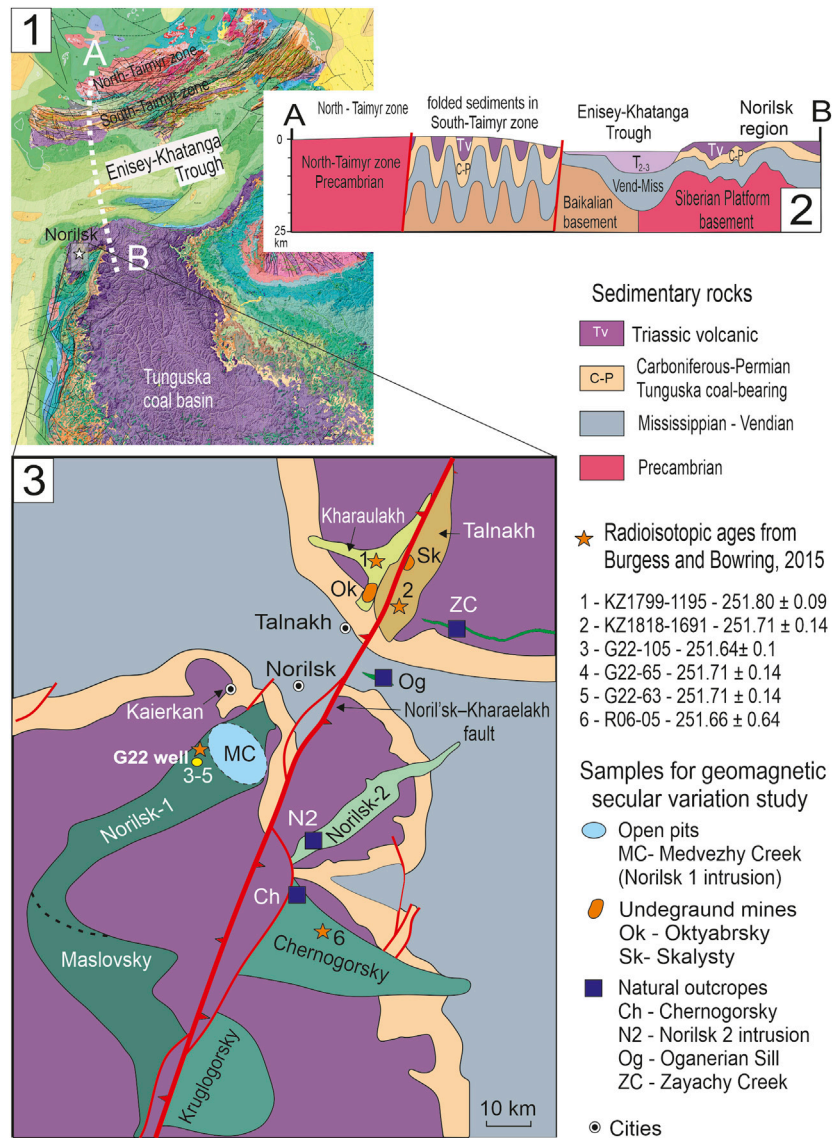 1
A
North-Taimyr zone
South-Taimyr zone
Enisey-Khatanga
Trough
Norilsk
B
Tunguska
coal basin
A
North - Taimyr zone
folded sediments in
South-Taimyr zone
Enisey-Khatanga
Trough
Norilsk
region
B
0
25
km
North-Taimyr zone
Precambrian
Tv
C-P
T2-3
Vend-Miss
Baikalian
basement
Tv
C-P
Siberian Platform
basement
2
Sedimentary rocks
Tv
Triassic volcanic
C-P
Carboniferous-Permian
Tunguska coal-bearing
Mississippian - Vendian
Precambrian
Radioisotopic ages from
Burgess and Bowring, 2015
1 - KZ1799-1195 - 251.80 ± 0.09
2 - KZ1818-1691 - 251.71 ± 0.14
3 - G22-105 - 251.64± 0.1
4 - G22-65 - 251.71 ± 0.14
5 - G22-63 - 251.71 ± 0.14
6 - R06-05 - 251.66 ± 0.64
Samples for geomagnetic
secular variation study
Open pits
MC- Medvezhy Creek
(Norilsk 1 intrusion)
Undeground mines
Ok - Oktyabrsky
Sk- Skalysty
Natural outcropes
Ch - Chernogorsky
N2 - Norilsk 2 intrusion
Og - Oganerian Sill
ZC - Zayachy Creek
Cities
3
Kharaulakh
Talnakh
1
Sk
Ok
2
ZC
Talnakh
Norilsk
Og
Kaierkan
Noril'sk–Kharaelakh
fault
G22 well
MC
3-5
Norilsk-1
N2
Norilsk-2
Ch
6
Chernogorsky
Maslovsky
Kruglogorsky
10 km